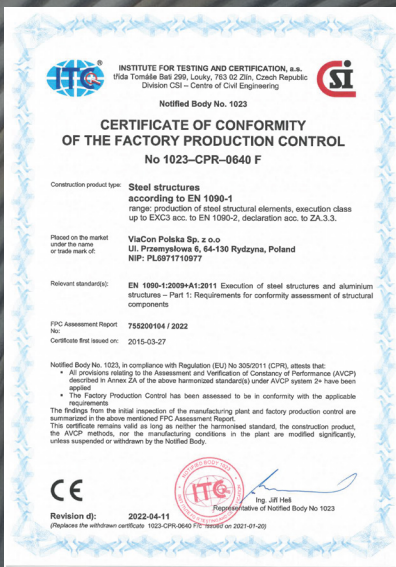 ITC
®
CSI
INSTITUTE FOR TESTING AND CERTIFICATION, a.s.
třída Tomáše Bati 299, Louky, 763 02 Zlín, Czech Republic
Division CSI – Centre of Civil Engineering
Notified Body No. 1023
CERTIFICATE OF CONFORMITY
OF THE FACTORY PRODUCTION CONTROL
No 1023–CPR–0640 F
Construction product type: Steel structures
according to EN 1090-1
range: production of steel structural elements, execution class
up to EXC3 acc. to EN 1090-2, declaration acc. to ZA.3.3.
Placed on the market
under the name
or trade mark of:
ViaCon Polska Sp. z o.o
Ul. Przemysłowa 6, 64-130 Rydzyna, Poland
NIP: PL6971710977
Relevant standard(s): EN 1090-1:2009+A1:2011 Execution of steel structures and aluminium
structures – Part 1: Requirements for conformity assessment of structural
components
FPC Assessment Report
No:
755200104 / 2022
Certificate first issued on: 2015-03-27
Notified Body No. 1023, in compliance with Regulation (EU) No 305/2011 (CPR), attests that:
• All provisions relating to the Assessment and Verification of Constancy of Performance (AVCP)
described in Annex ZA of the above harmonized standard(s) under AVCP system 2+ have been
applied
• The Factory Production Control has been assessed to be in conformity with the applicable
requirements
The findings from the initial inspection of the manufacturing plant and factory production control are
summarized in the above mentioned FPC Assessment Report.
This certificate remains valid as long as neither the harmonised standard, the construction product,
the AVCP methods, nor the manufacturing conditions in the plant are modified significantly,
unless suspended or withdrawn by the Notified Body.
NOTIFIED BODY 1023
ITC
CE
Ing. Jiří Heš
Representative of Notified Body No 1023
Revision d): 2022-04-11
(Replaces the withdrawn certificate 1023-CPR-0640 F/c issued on 2021-01-20)